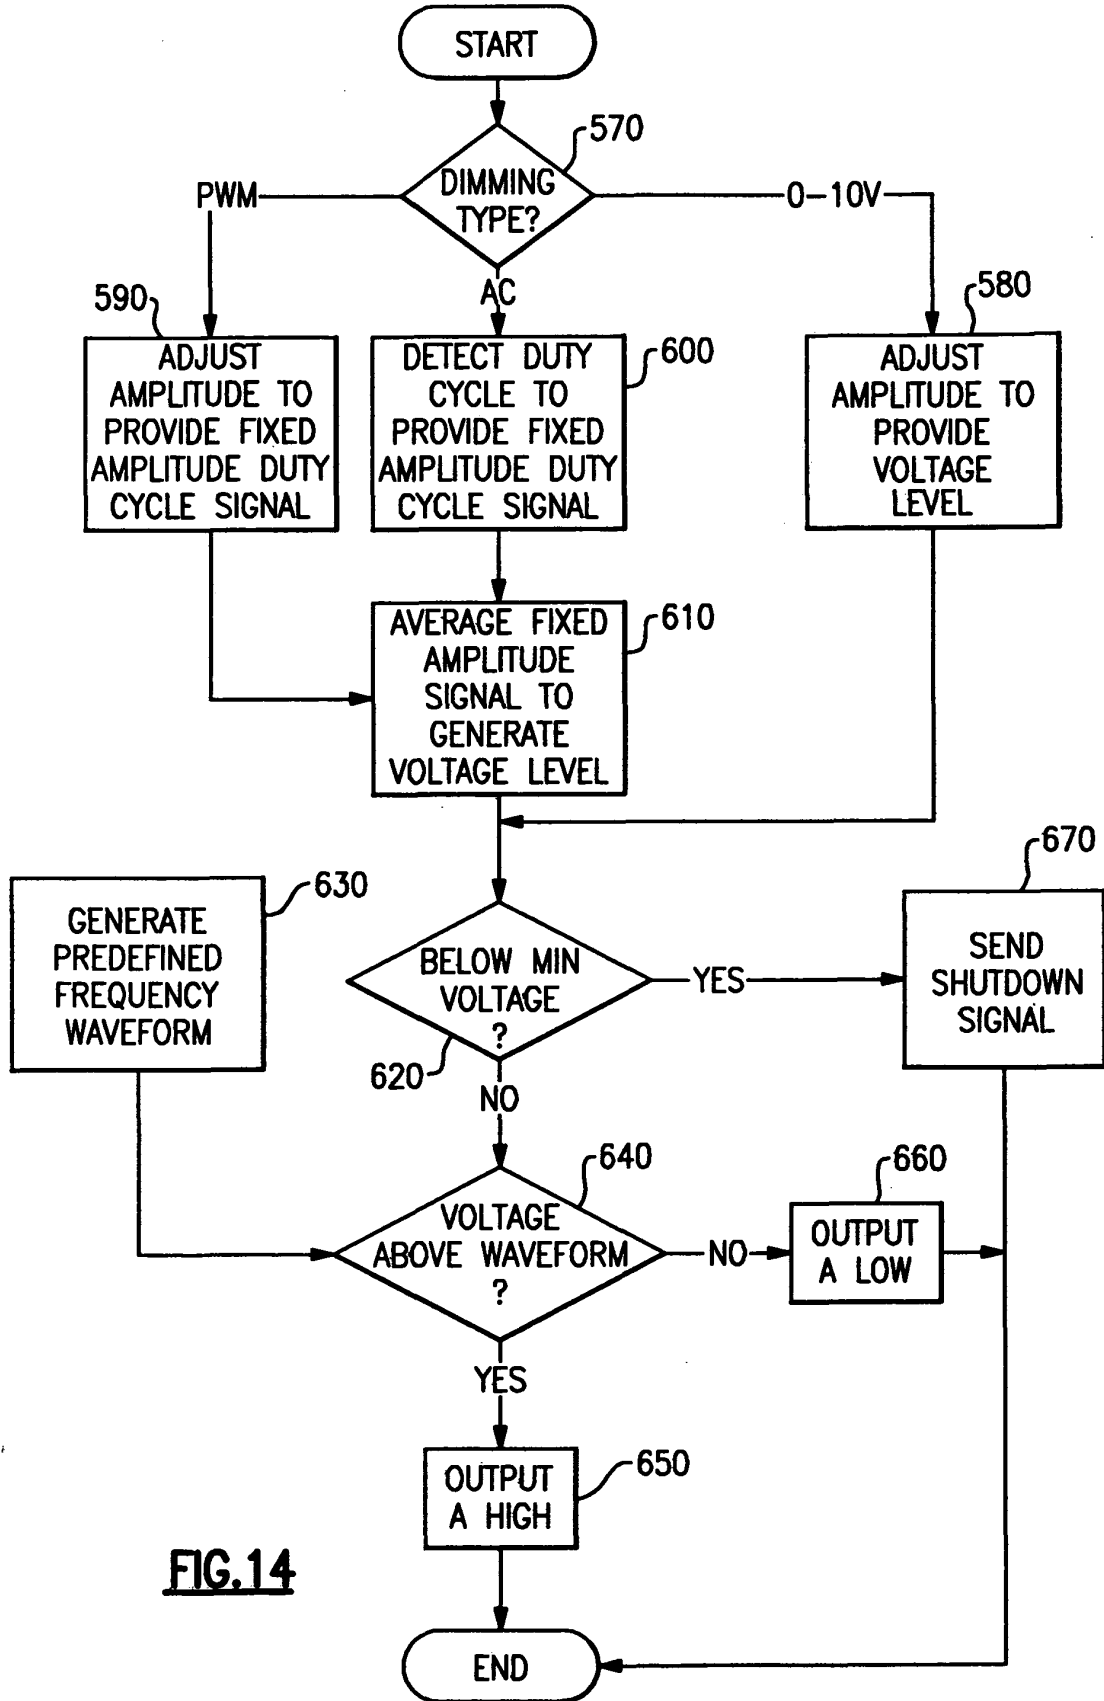 START
570
DIMMING
TYPE?
PWM
0-10V
AC
590
ADJUST
AMPLITUDE TO
PROVIDE FIXED
AMPLITUDE DUTY
CYCLE SIGNAL
600
DETECT DUTY
CYCLE TO
PROVIDE FIXED
AMPLITUDE DUTY
CYCLE SIGNAL
580
ADJUST
AMPLITUDE TO
PROVIDE
VOLTAGE
LEVEL
610
AVERAGE FIXED
AMPLITUDE
SIGNAL TO
GENERATE
VOLTAGE LEVEL
630
GENERATE
PREDEFINED
FREQUENCY
WAVEFORM
BELOW MIN
VOLTAGE
?
620
YES
670
SEND
SHUTDOWN
SIGNAL
NO
640
VOLTAGE
ABOVE WAVEFORM
?
NO
660
OUTPUT
A LOW
YES
650
OUTPUT
A HIGH
FIG.14
END